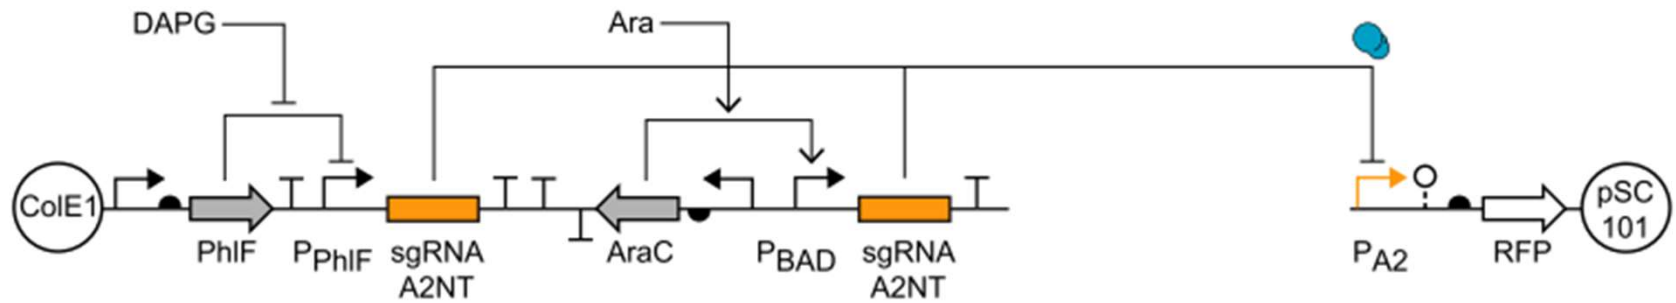 DAPG
Ara
ColE1
PhlF
PPhlF
sgRNA
A2NT
AraC
PBAD
sgRNA
A2NT
PA2
RFP
pSC
101